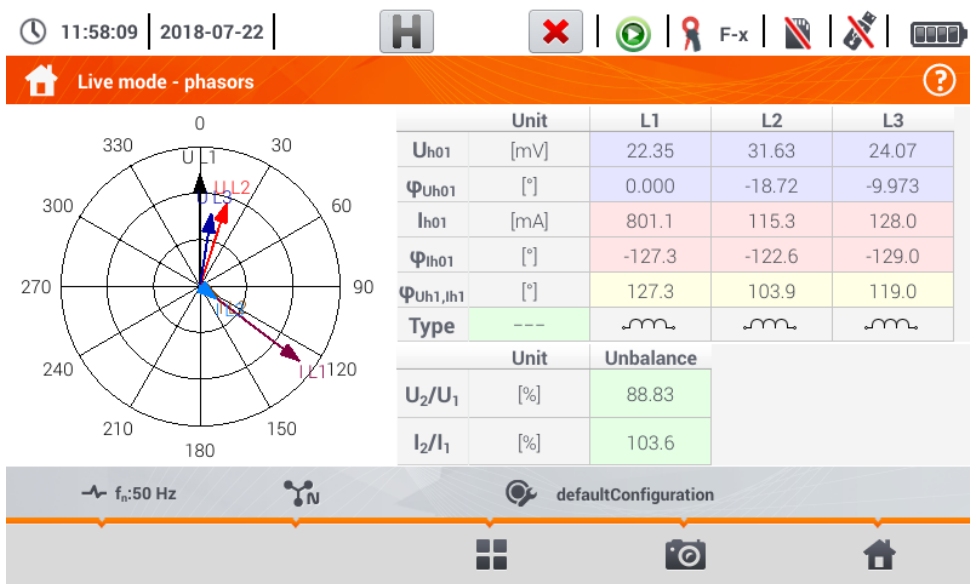 11:58:09 2018-07-22 H F-x
Live mode - phasors ?
0
330 30
U L1
U L2
U L3
300 60
270 90
I L1
240 120
210 150
180
Unit L1 L2 L3
Uh01 [mV] 22.35 31.63 24.07
φUh01 [°] 0.000 -18.72 -9.973
Ih01 [mA] 801.1 115.3 128.0
φIh01 [°] -127.3 -122.6 -129.0
φUh1,Ih1 [°] 127.3 103.9 119.0
Type ---
Unit Unbalance
U2/U1 [%] 88.83
I2/I1 [%] 103.6
fn:50 Hz N defaultConfiguration